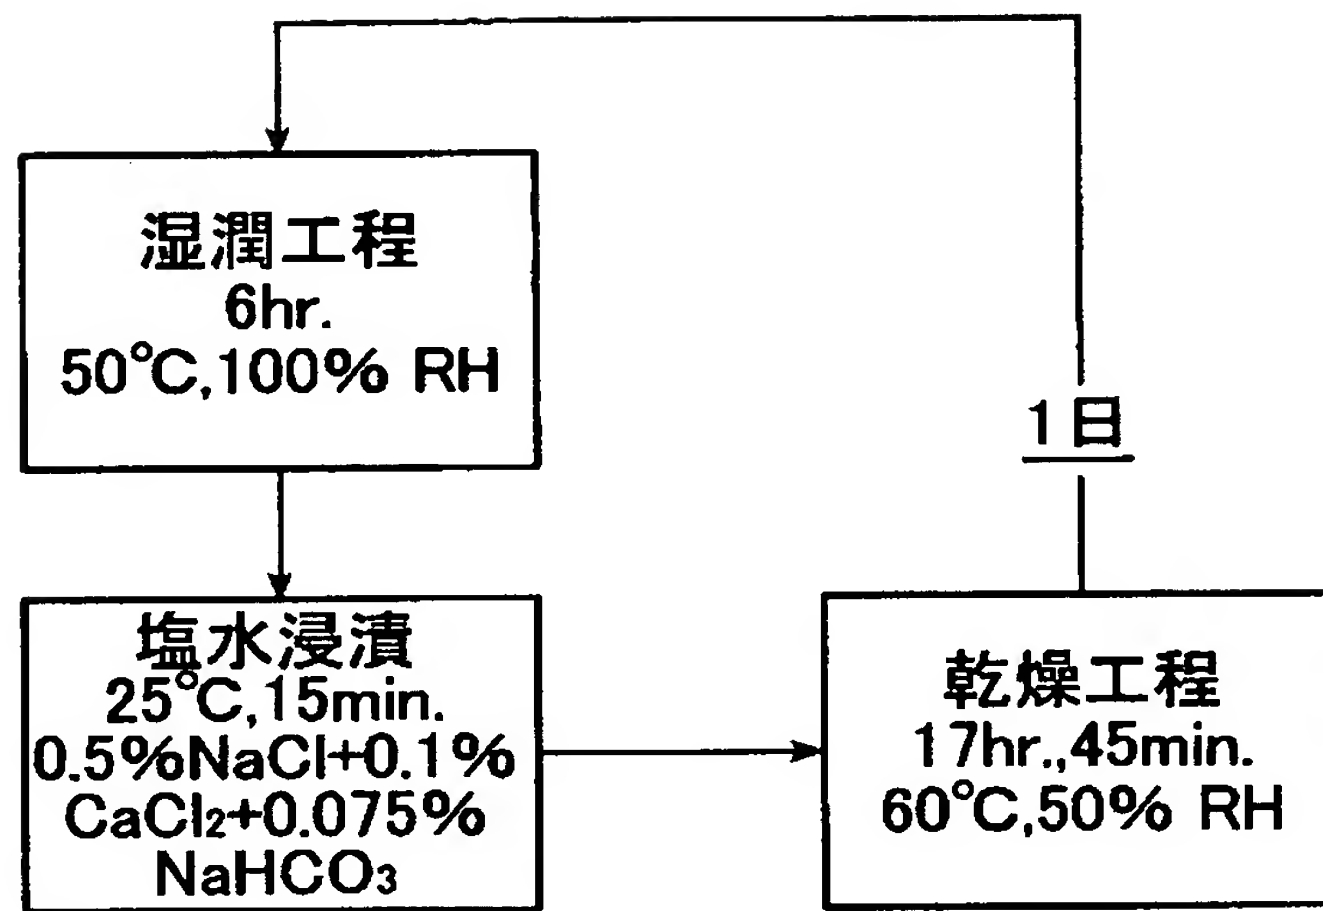 湿潤工程
6hr.
50°C,100% RH
塩水浸漬
25°C,15min.
0.5%NaCl+0.1%
CaCl₂+0.075%
NaHCO₃
乾燥工程
17hr.,45min.
60°C,50% RH
1日